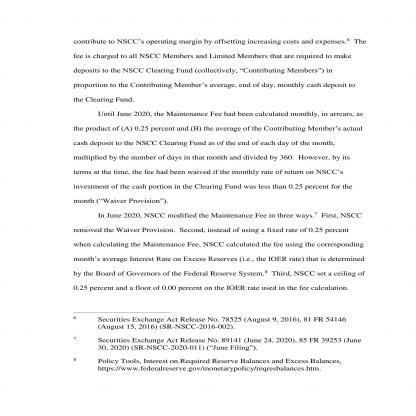 contribute to NSCC's operating margin by offsetting increasing costs and expenses.6 The
fee is charged to all NSCC Members and Limited Members that are required to make
deposits to the NSCC Clearing Fund (collectively, "Contributing Members") in
proportion to the Contributing Member's average, end of day, monthly cash deposit to
the Clearing Fund.
Until June 2020, the Maintenance Fee had been calculated monthly, in arrears, as
the product of (A) 0.25 percent and (B) the average of the Contributing Member's actual
cash deposit to the NSCC Clearing Fund as of the end of each day of the month,
multiplied by the number of days in that month and divided by 360. However, by its
terms at the time, the fee had been waived if the monthly rate of return on NSCC's
investment of the cash portion in the Clearing Fund was less than 0.25 percent for the
month ("Waiver Provision").
In June 2020, NSCC modified the Maintenance Fee in three ways.7 First, NSCC
removed the Waiver Provision. Second, instead of using a fixed rate of 0.25 percent
when calculating the Maintenance Fee, NSCC calculated the fee using the corresponding
month's average Interest Rate on Excess Reserves (i.e., the IOER rate) that is determined
by the Board of Governors of the Federal Reserve System.8 Third, NSCC set a ceiling of
0.25 percent and a floor of 0.00 percent on the IOER rate used in the fee calculation.
6 Securities Exchange Act Release No. 78525 (August 9, 2016), 81 FR 54146
(August 15, 2016) (SR-NSCC-2016-002).
7 Securities Exchange Act Release No. 89141 (June 24, 2020), 85 FR 39253 (June
30, 2020) (SR-NSCC-2020-011) ("June Filing").
8 Policy Tools, Interest on Required Reserve Balances and Excess Balances,
https://www.federalreserve.gov/monetarypolicy/reqresbalances.htm.